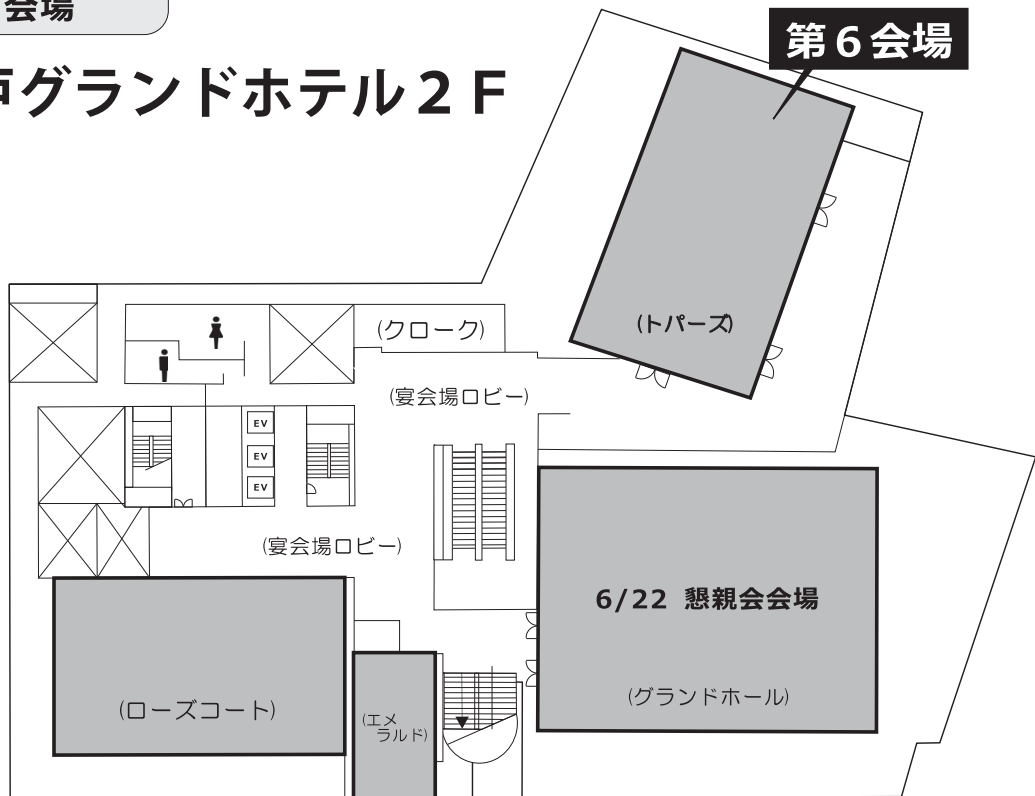 会場
グランドホテル2F
第6会場
(トパーズ)
(クローク)
(宴会場ロビー)
EV
EV
EV
(宴会場ロビー)
6/22 懇親会会場
(グランドホール)
(ローズコート)
(エメ
ラルド)